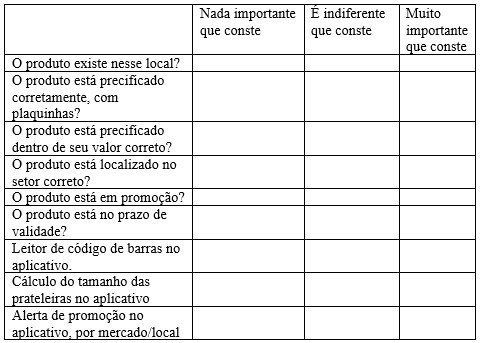 Nada importante que conste
É indiferente que conste
Muito importante que conste
O produto existe nesse local?
O produto está precificado
corretamente, com
plaquinhas?
O produto está precificado
dentro de seu valor correto?
O produto está localizado no
setor correto?
O produto está em promoção?
O produto está no prazo de
validade?
Leitor de código de barras no
aplicativo.
Cálculo do tamanho das
prateleiras no aplicativo
Alerta de promoção no
aplicativo, por mercado/local